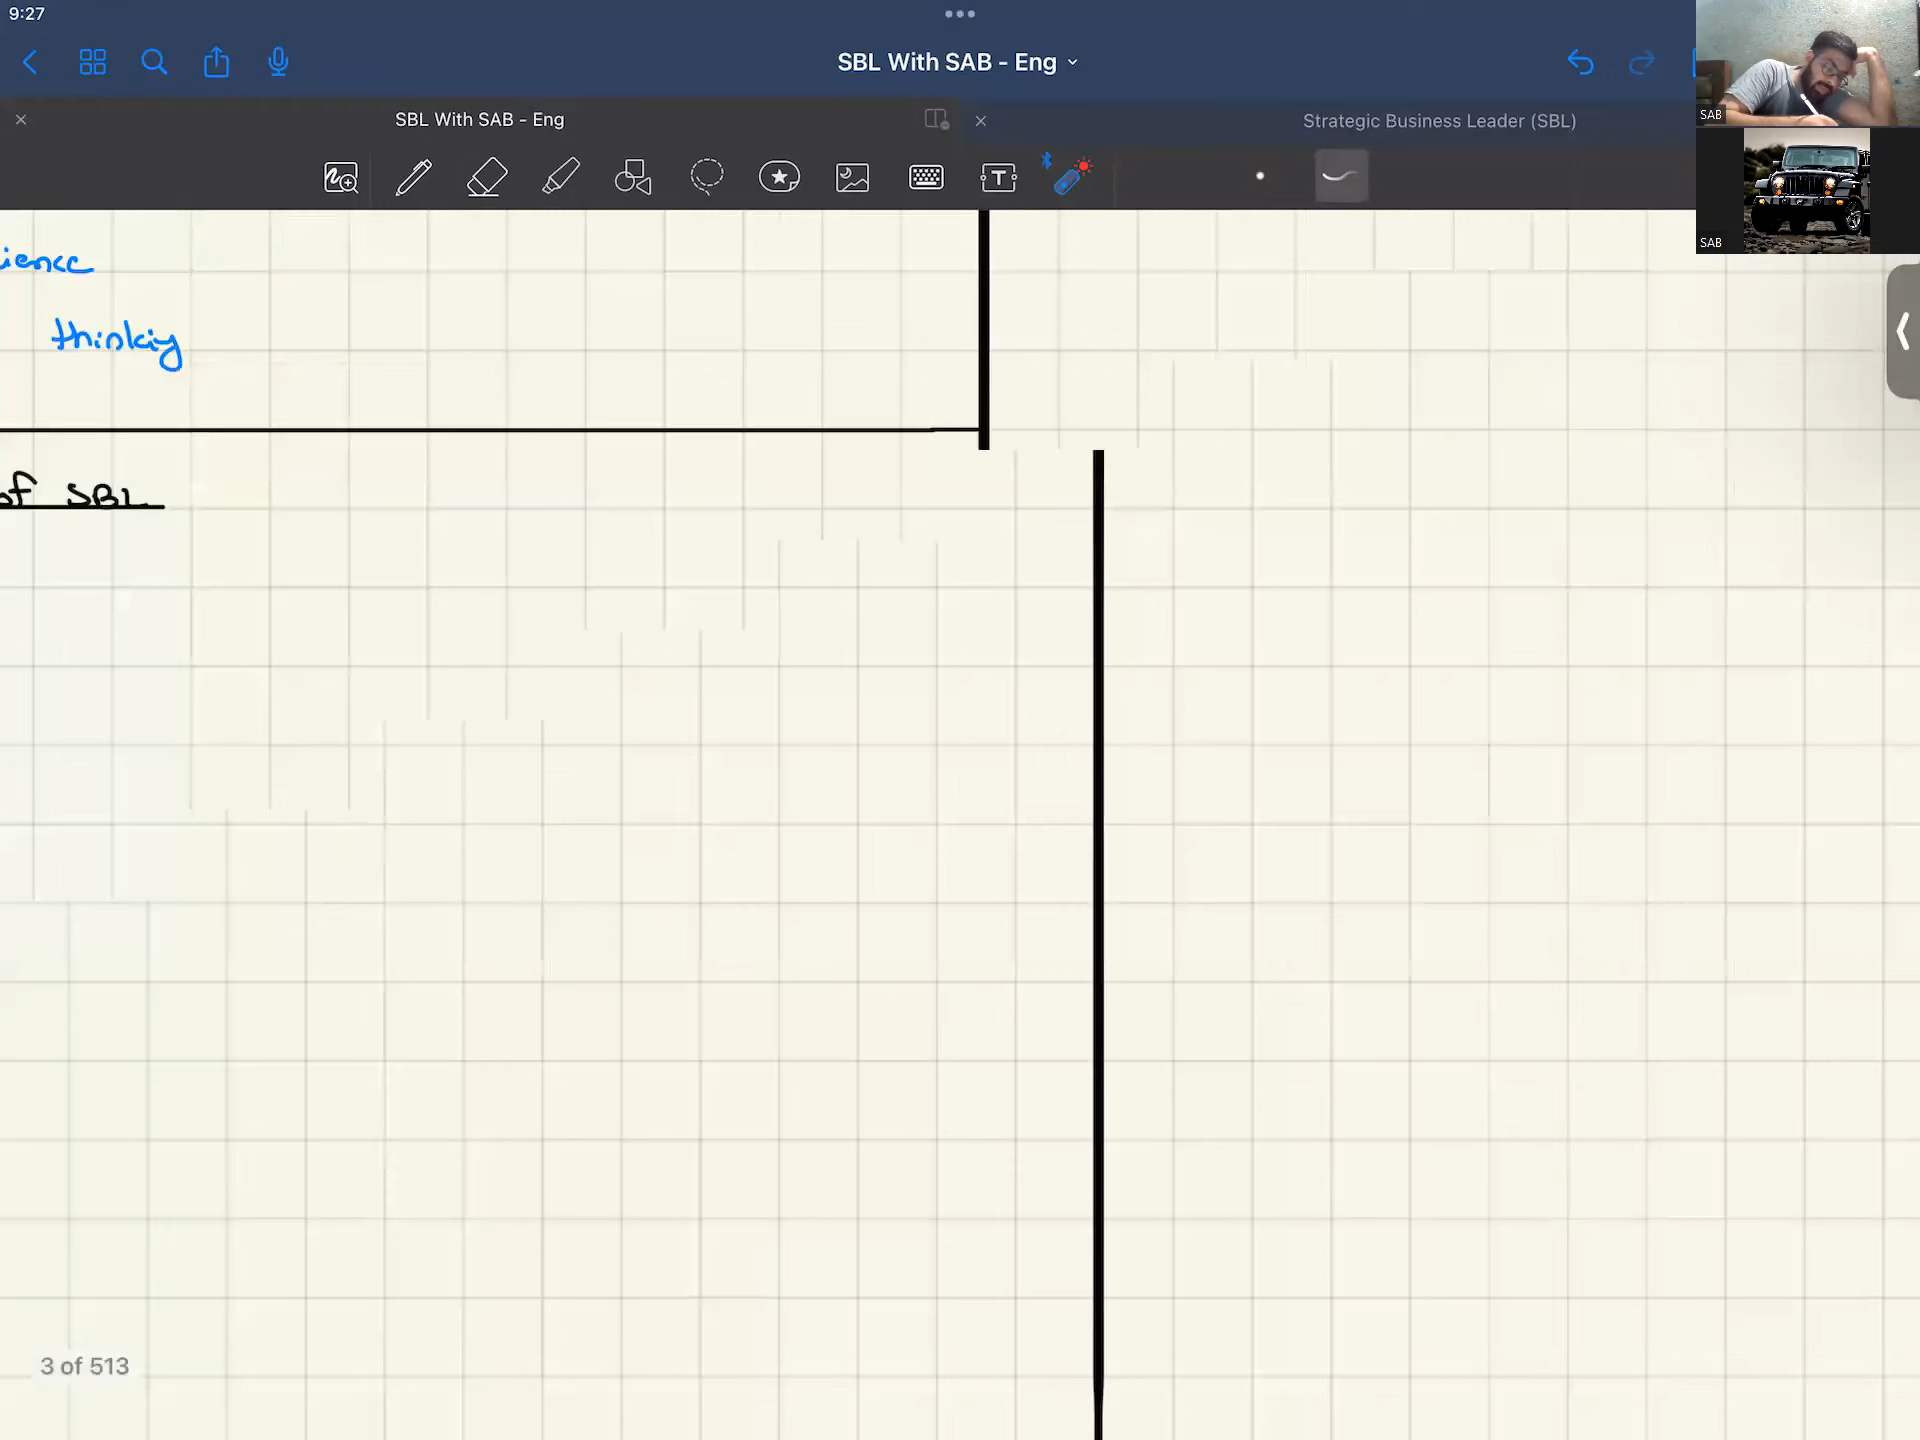 9:27
SBL With SAB - Eng
SBL With SAB - Eng
Strategic Business Leader (SBL)
SAB
SAB
T
ience
thinking
of SBL
3 of 513